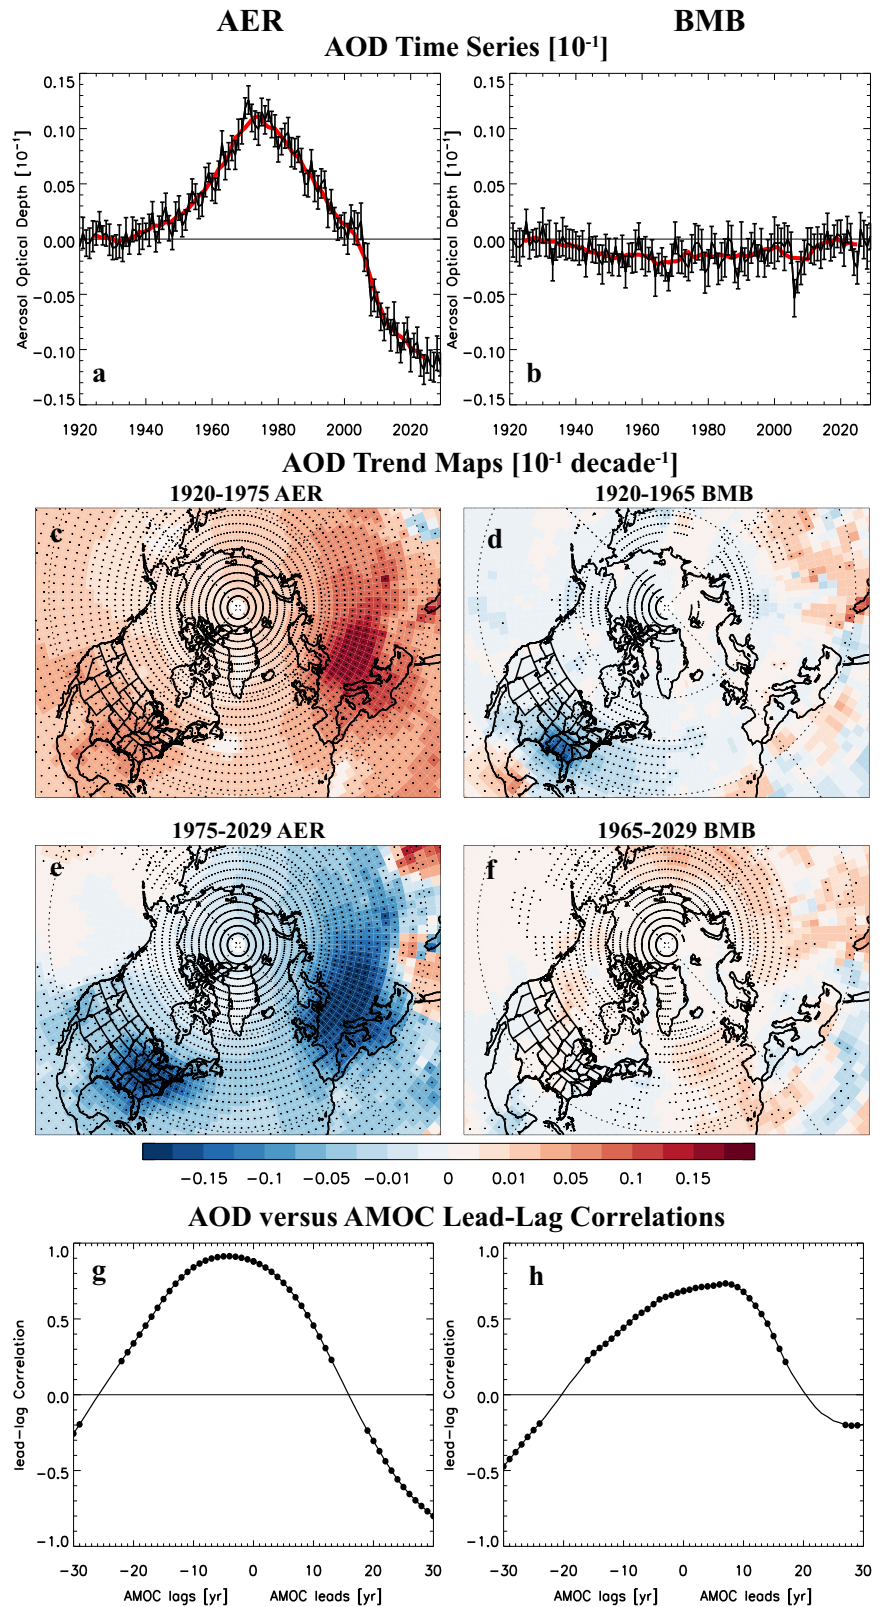 AER BMB
AOD Time Series [10⁻¹]
0.15 0.15
0.10 0.10
0.05 0.05
0.00 0.00
−0.05 −0.05
−0.10 −0.10
−0.15 −0.15
Aerosol Optical Depth [10⁻¹] Aerosol Optical Depth [10⁻¹]
a b
1920 1940 1960 1980 2000 2020 1920 1940 1960 1980 2000 2020
AOD Trend Maps [10⁻¹ decade⁻¹]
1920-1975 AER 1920-1965 BMB
c d
1975-2029 AER 1965-2029 BMB
e f
−0.15 −0.1 −0.05 −0.01 0 0.01 0.05 0.1 0.15
AOD versus AMOC Lead-Lag Correlations
1.0 1.0
g h
0.5 0.5
0.0 0.0
−0.5 −0.5
−1.0 −1.0
lead−lag Correlation lead−lag Correlation
−30 −20 −10 0 10 20 30 −30 −20 −10 0 10 20 30
AMOC lags [yr] AMOC leads [yr] AMOC lags [yr] AMOC leads [yr]